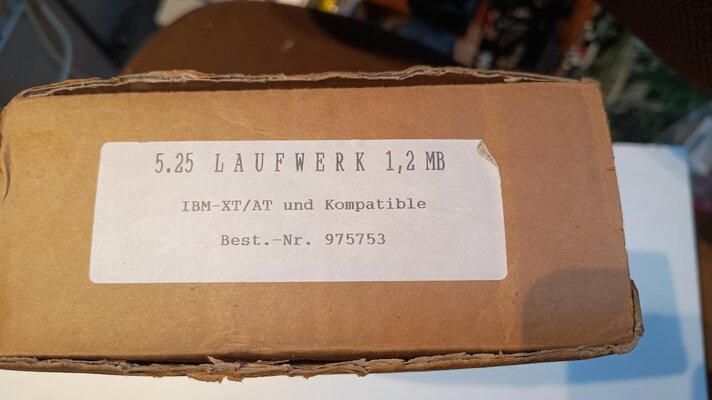 5.25 LAUFWERK 1,2 MB
IBM-XT/AT und Kompatible
Best.-Nr. 975753